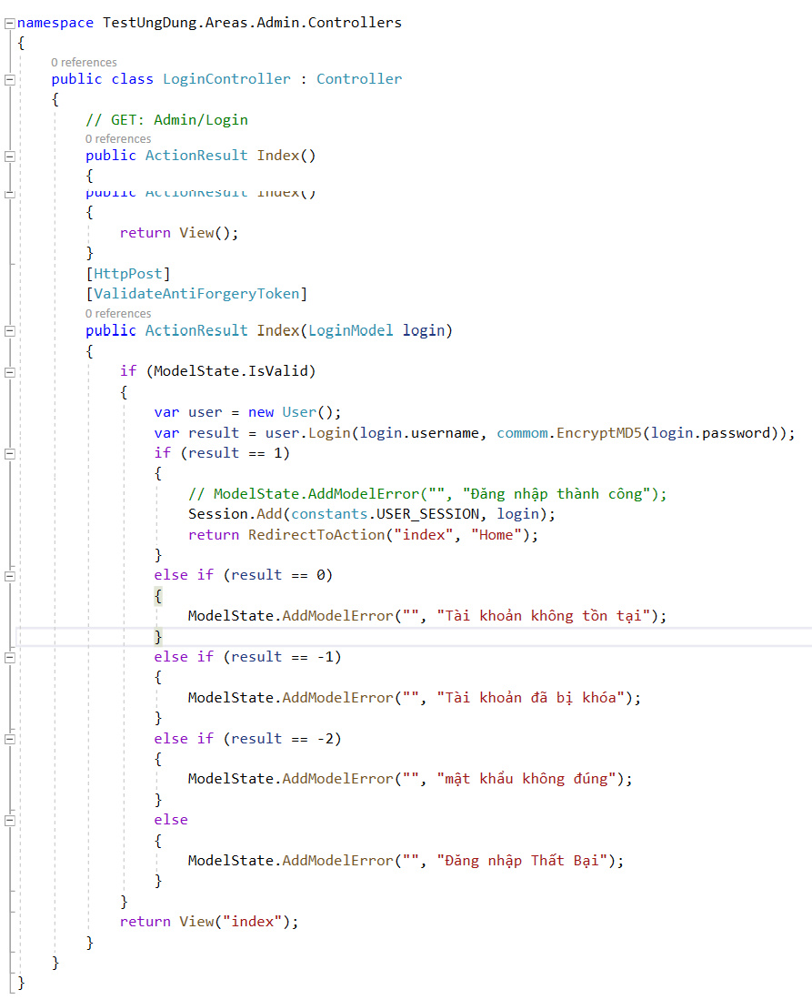 namespace TestUngDung.Areas.Admin.Controllers
{
0 references
public class LoginController : Controller
{
// GET: Admin/Login
0 references
public ActionResult Index()
{
public ActionResult Index()
{
return View();
}
[HttpPost]
[ValidateAntiForgeryToken]
0 references
public ActionResult Index(LoginModel login)
{
if (ModelState.IsValid)
{
var user = new User();
var result = user.Login(login.username, commom.EncryptMD5(login.password));
if (result == 1)
{
// ModelState.AddModelError("", "Đăng nhập thành công");
Session.Add(constants.USER_SESSION, login);
return RedirectToAction("index", "Home");
}
else if (result == 0)
{
ModelState.AddModelError("", "Tài khoản không tồn tại");
}
else if (result == -1)
{
ModelState.AddModelError("", "Tài khoản đã bị khóa");
}
else if (result == -2)
{
ModelState.AddModelError("", "mật khẩu không đúng");
}
else
{
ModelState.AddModelError("", "Đăng nhập Thất Bại");
}
}
return View("index");
}
}
}